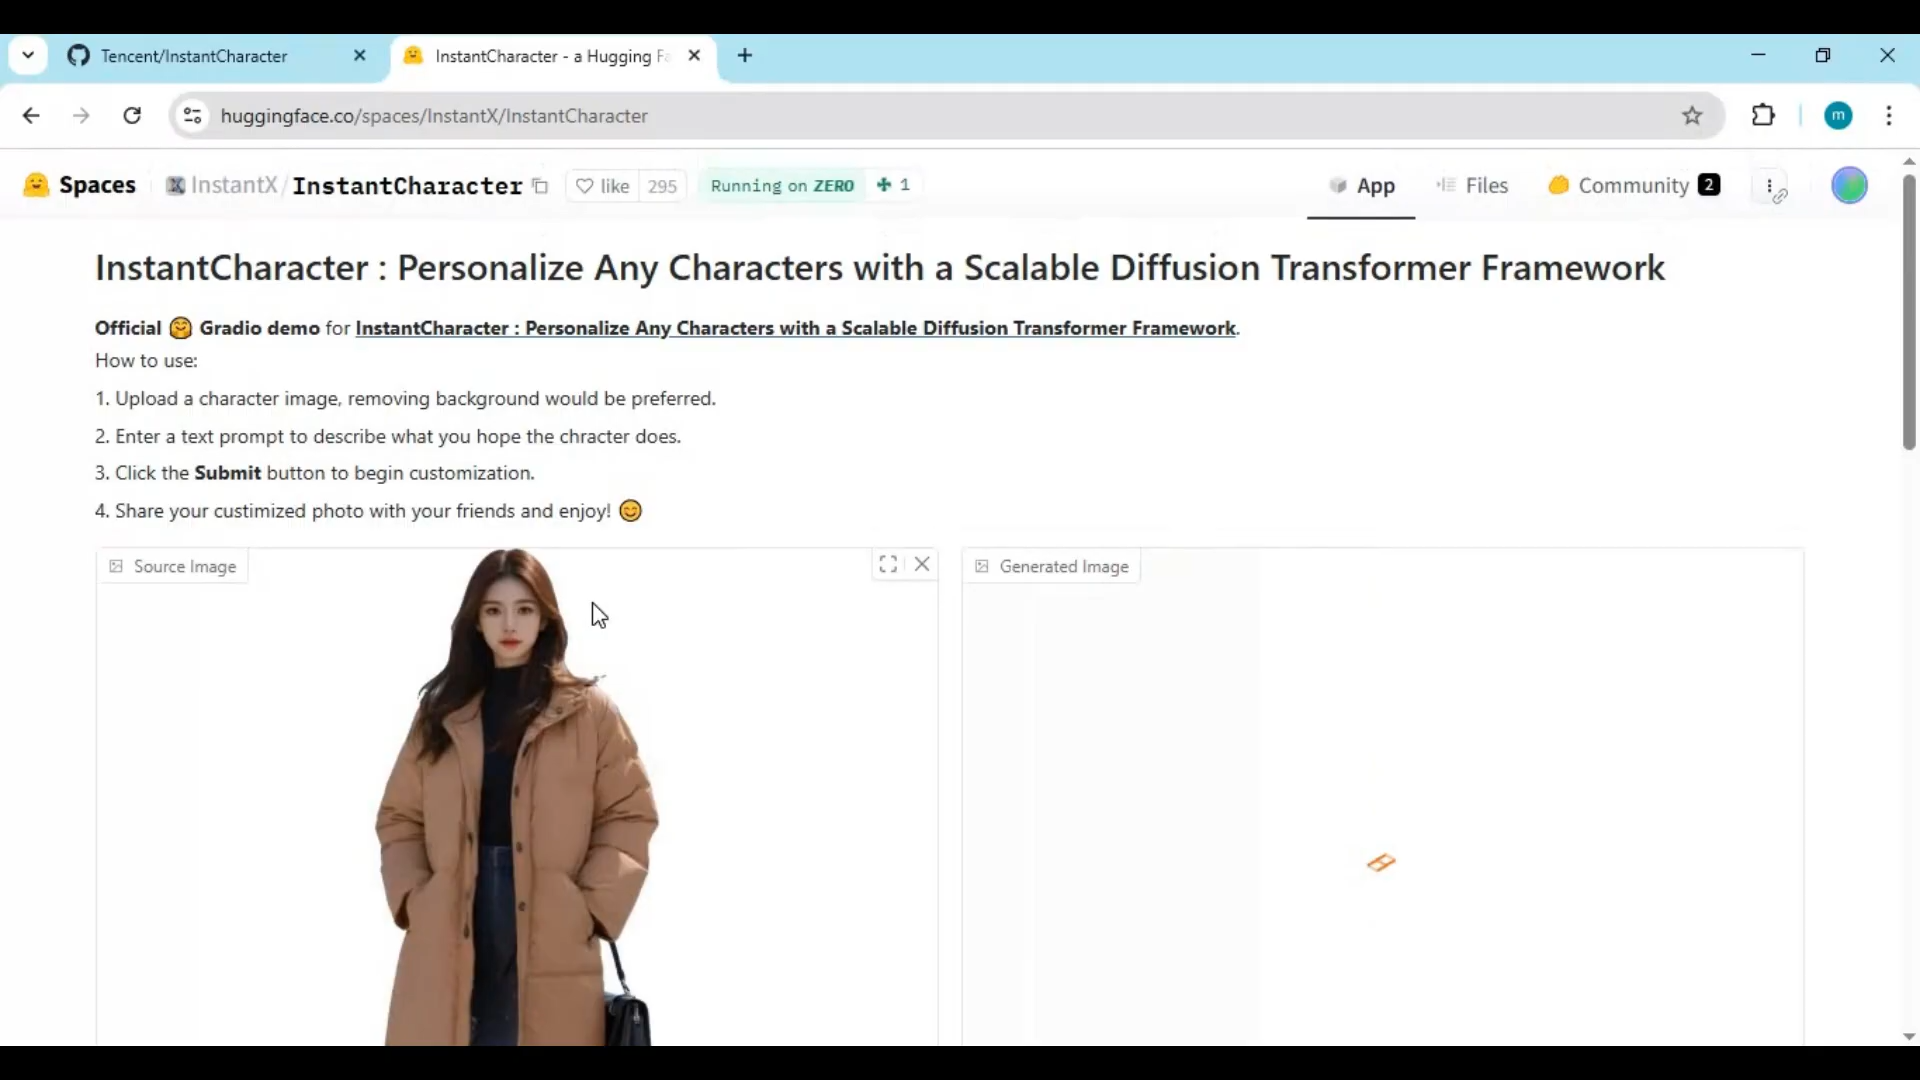 Tencent/InstantCharacter
InstantCharacter - a Hugging Fa
huggingface.co/spaces/InstantX/InstantCharacter
m
Spaces InstantX/InstantCharacter like 295 Running on ZERO 1 App Files Community 2
InstantCharacter : Personalize Any Characters with a Scalable Diffusion Transformer Framework
Official 🤗 Gradio demo for InstantCharacter : Personalize Any Characters with a Scalable Diffusion Transformer Framework.
How to use:
1. Upload a character image, removing background would be preferred.
2. Enter a text prompt to describe what you hope the chracter does.
3. Click the Submit button to begin customization.
4. Share your custimized photo with your friends and enjoy! 😊
Source Image
Generated Image